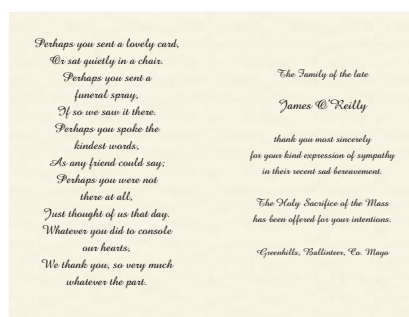 Perhaps you sent a lovely card,
Or sat quietly in a chair.
Perhaps you sent a
funeral spray,
If so we saw it there.
Perhaps you spoke the
kindest words,
As any friend could say;
Perhaps you were not
there at all,
Just thought of us that day.
Whatever you did to console
our hearts,
We thank you, so very much
whatever the part.
The Family of the late
James O'Reilly
thank you most sincerely
for your kind expression of sympathy
in their recent sad bereavement.
The Holy Sacrifice of the Mass
has been offered for your intentions.
Greenhills, Ballinteer, Co. Mayo